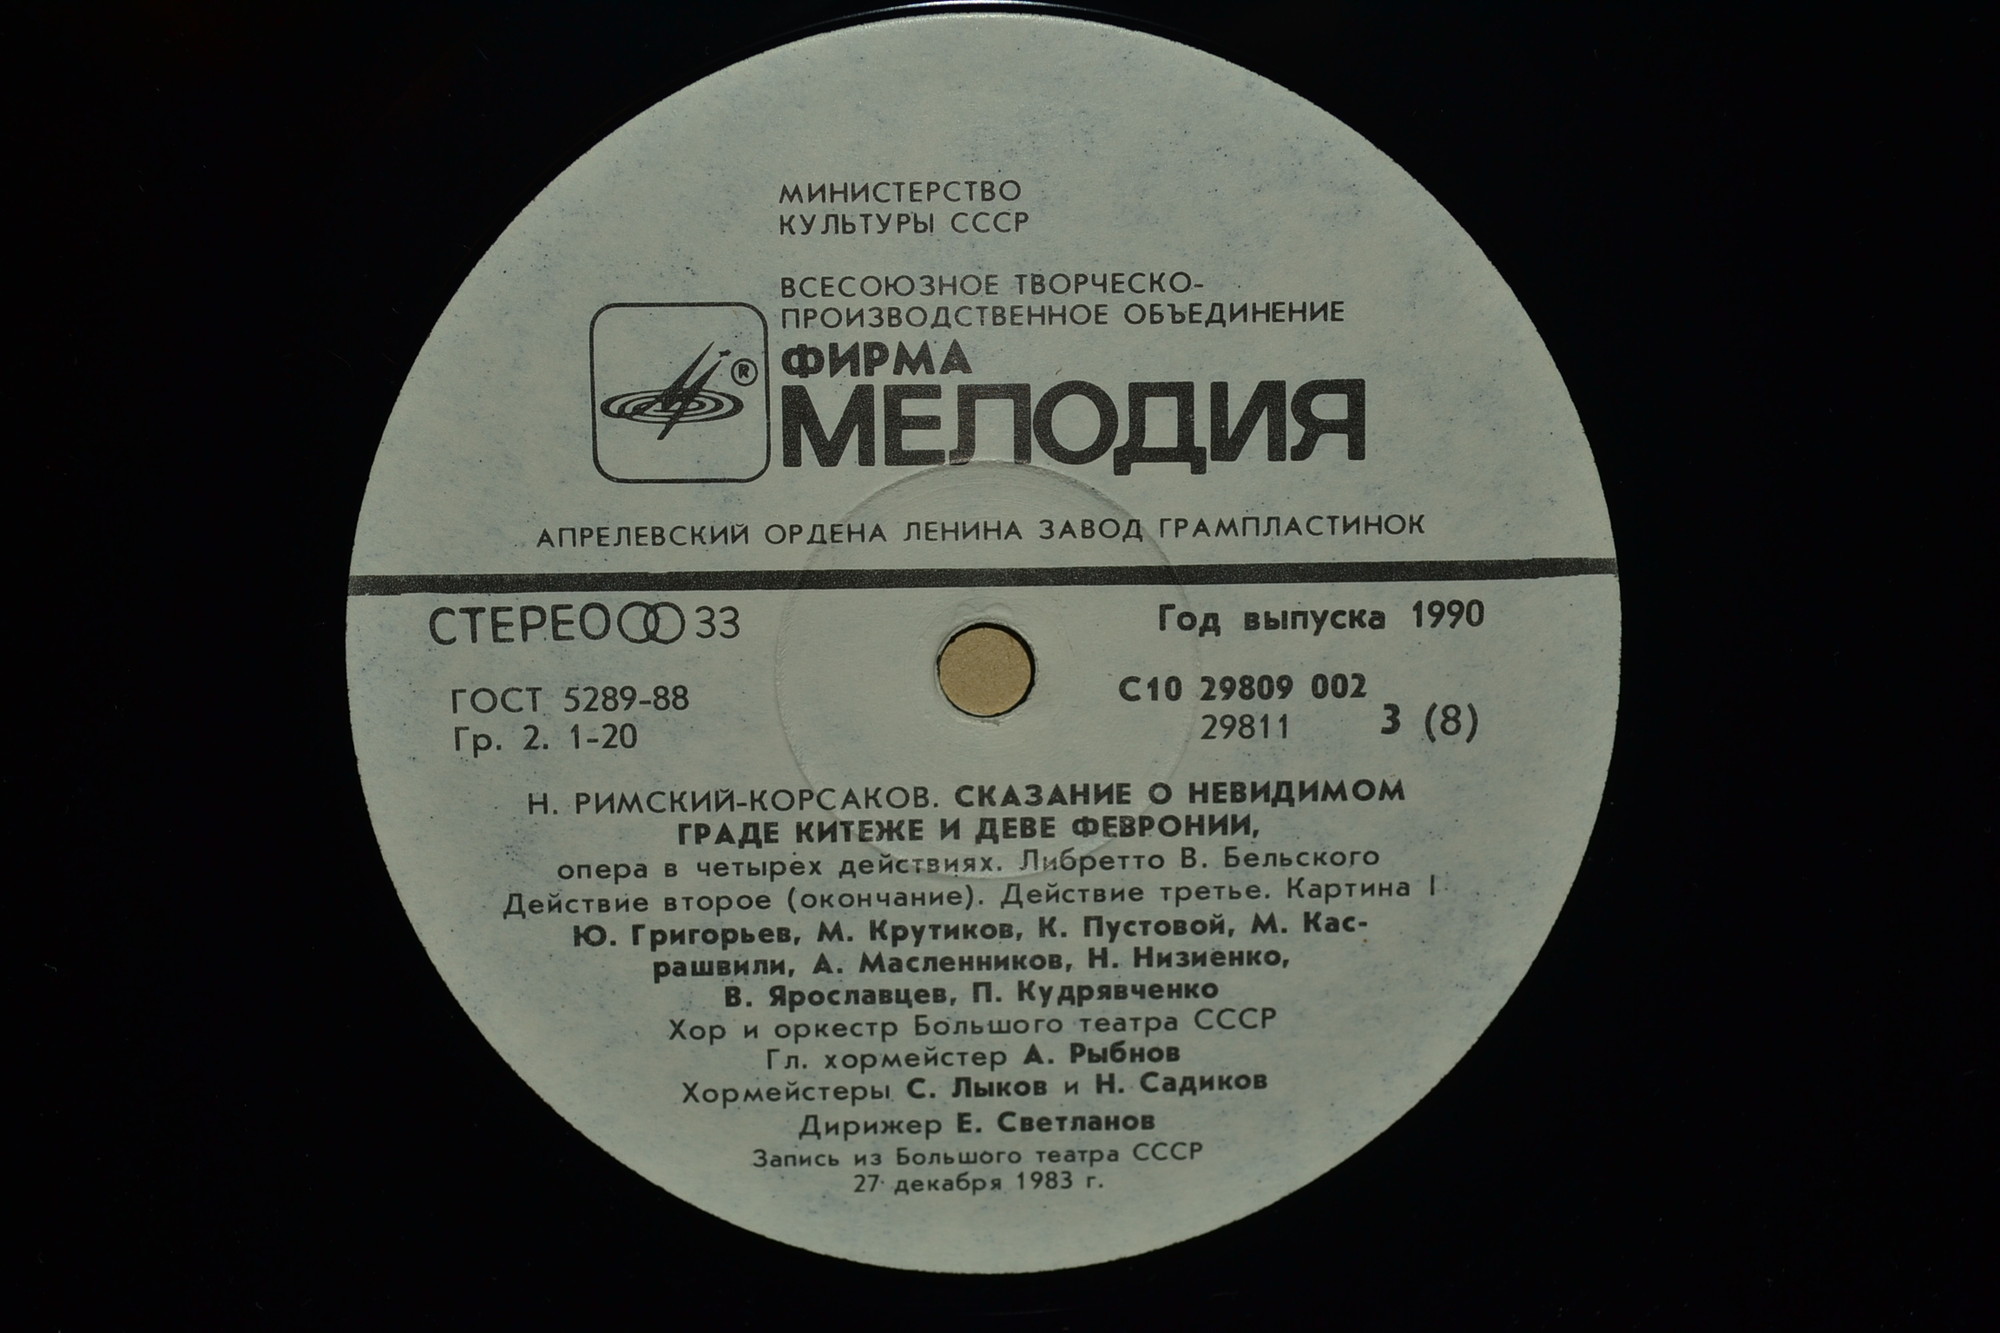 МИНИСТЕРСТВО
КУЛЬТУРЫ СССР
ВСЕСОЮЗНОЕ ТВОРЧЕСКО-
ПРОИЗВОДСТВЕННОЕ ОБЪЕДИНЕНИЕ
®
ФИРМА
МЕЛОДИЯ
АПРЕЛЕВСКИЙ ОРДЕНА ЛЕНИНА ЗАВОД ГРАМПЛАСТИНОК
СТЕРЕО 33
Год выпуска 1990
ГОСТ 5289-88
Гр. 2. 1-20
С10 29809 002
29811 3 (8)
Н. РИМСКИЙ-КОРСАКОВ. СКАЗАНИЕ О НЕВИДИМОМ
ГРАДЕ КИТЕЖЕ И ДЕВЕ ФЕВРОНИИ,
опера в четырех действиях. Либретто В. Бельского
Действие второе (окончание). Действие третье. Картина I
Ю. Григорьев, М. Крутиков, К. Пустовой, М. Кас-
рашвили, А. Масленников, Н. Низиенко,
В. Ярославцев, П. Кудрявченко
Хор и оркестр Большого театра СССР
Гл. хормейстер А. Рыбнов
Хормейстеры С. Лыков и Н. Садиков
Дирижер Е. Светланов
Запись из Большого театра СССР
27 декабря 1983 г.